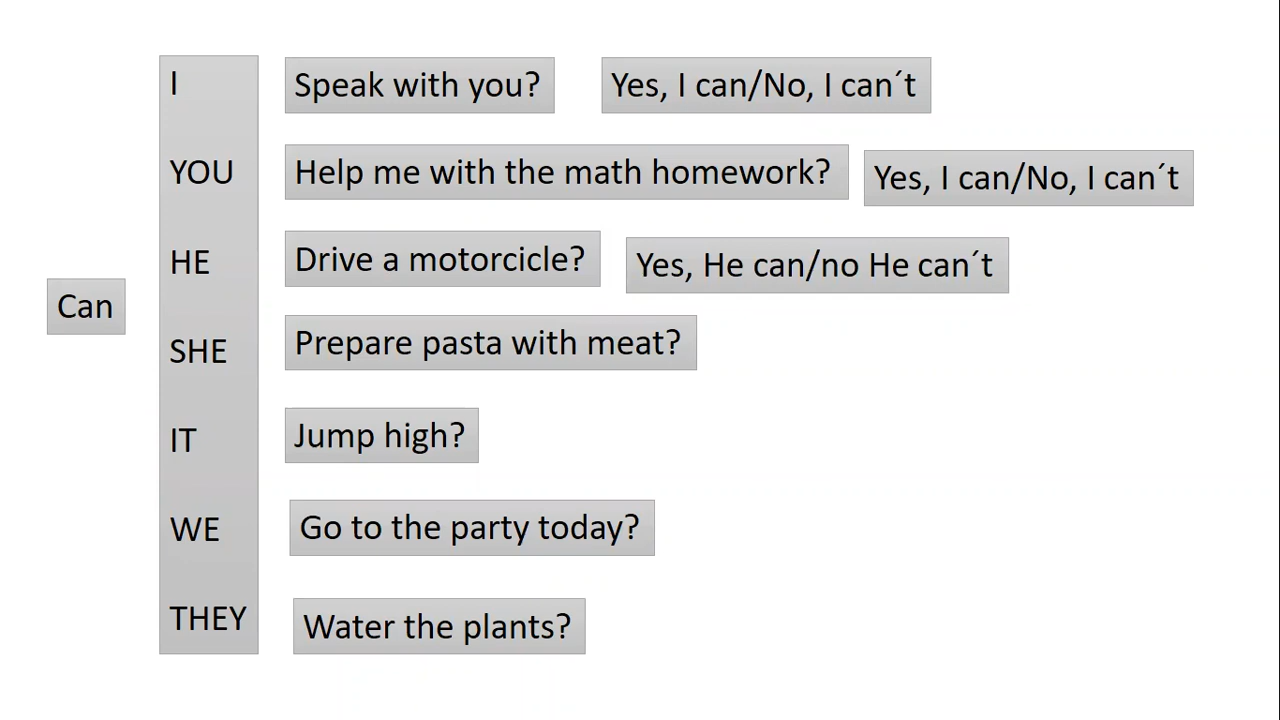 I
Speak with you?
Yes, I can/No, I can´t
YOU
Help me with the math homework?
Yes, I can/No, I can´t
HE
Drive a motorcicle?
Yes, He can/no He can´t
Can
SHE
Prepare pasta with meat?
IT
Jump high?
WE
Go to the party today?
THEY
Water the plants?